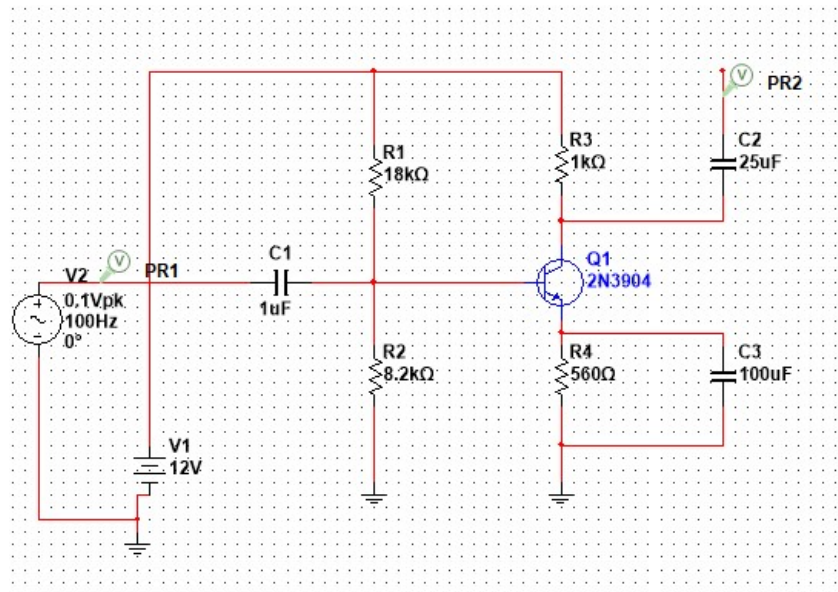 V
PR2
R1
18kΩ
R3
1kΩ
C2
25uF
V
PR1
C1
1uF
Q1
2N3904
V2
0.1Vpk
100Hz
0°
R2
8.2kΩ
R4
560Ω
C3
100uF
V1
12V